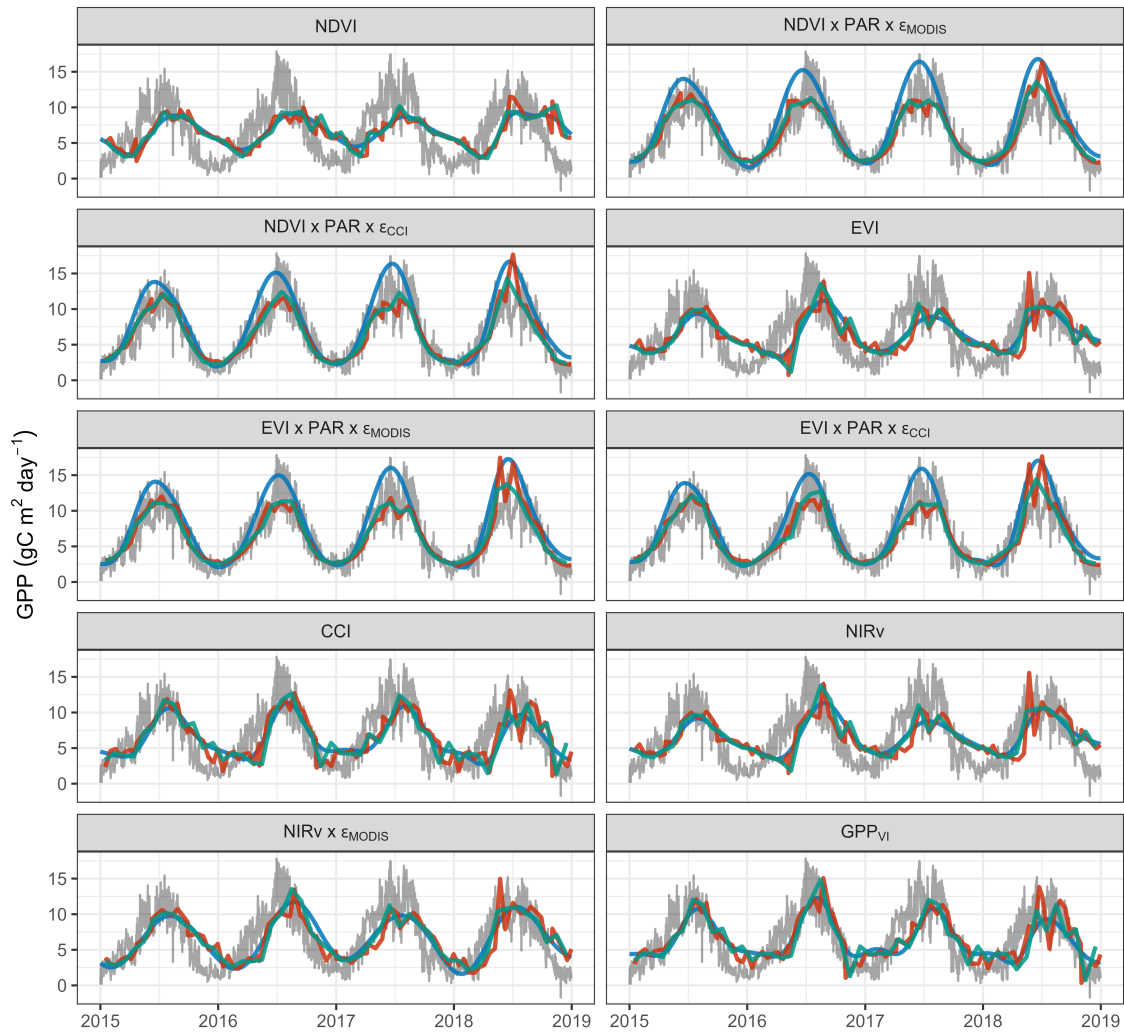 NDVI
NDVI x PAR x εMODIS
15
10
5
0
NDVI x PAR x εCCI
EVI
15
10
5
0
EVI x PAR x εMODIS
EVI x PAR x εCCI
15
10
5
0
GPP (gC m² day⁻¹)
CCI
NIRv
15
10
5
0
NIRv x εMODIS
GPPVI
15
10
5
0
2015 2016 2017 2018 2019 2015 2016 2017 2018 2019